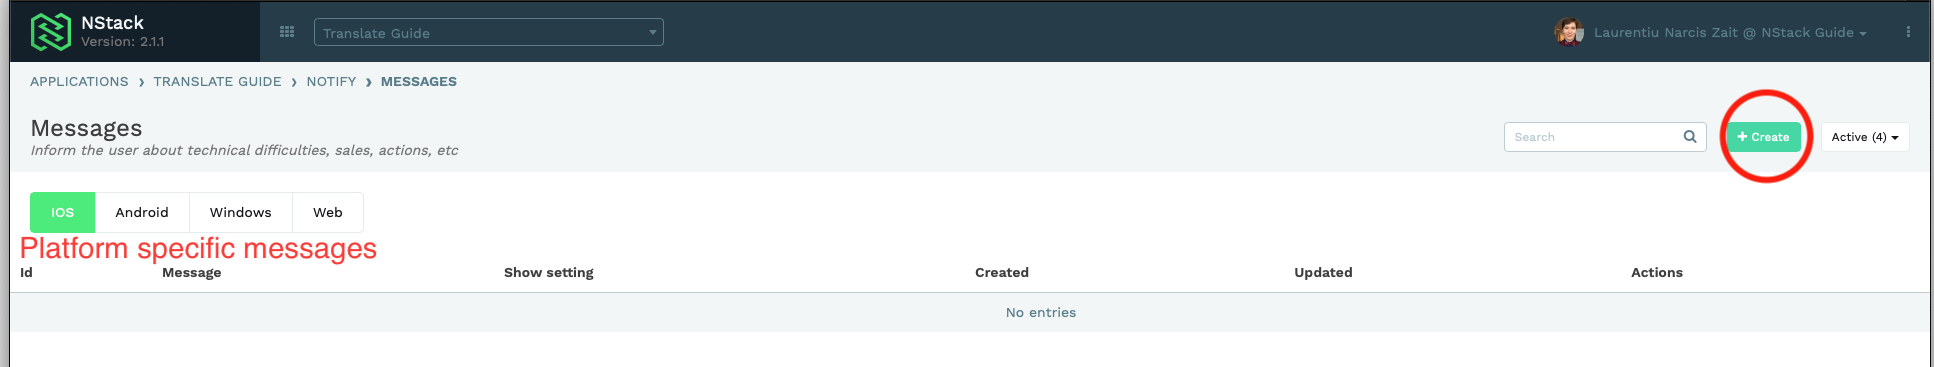 NStack
Version: 2.1.1
Translate Guide
Laurentiu Narcis Zait @ NStack Guide
APPLICATIONS › TRANSLATE GUIDE › NOTIFY › MESSAGES
Messages
Inform the user about technical difficulties, sales, actions, etc
Search
+ Create
Active (4)
IOS Android Windows Web
Platform specific messages
Id Message Show setting Created Updated Actions
No entries